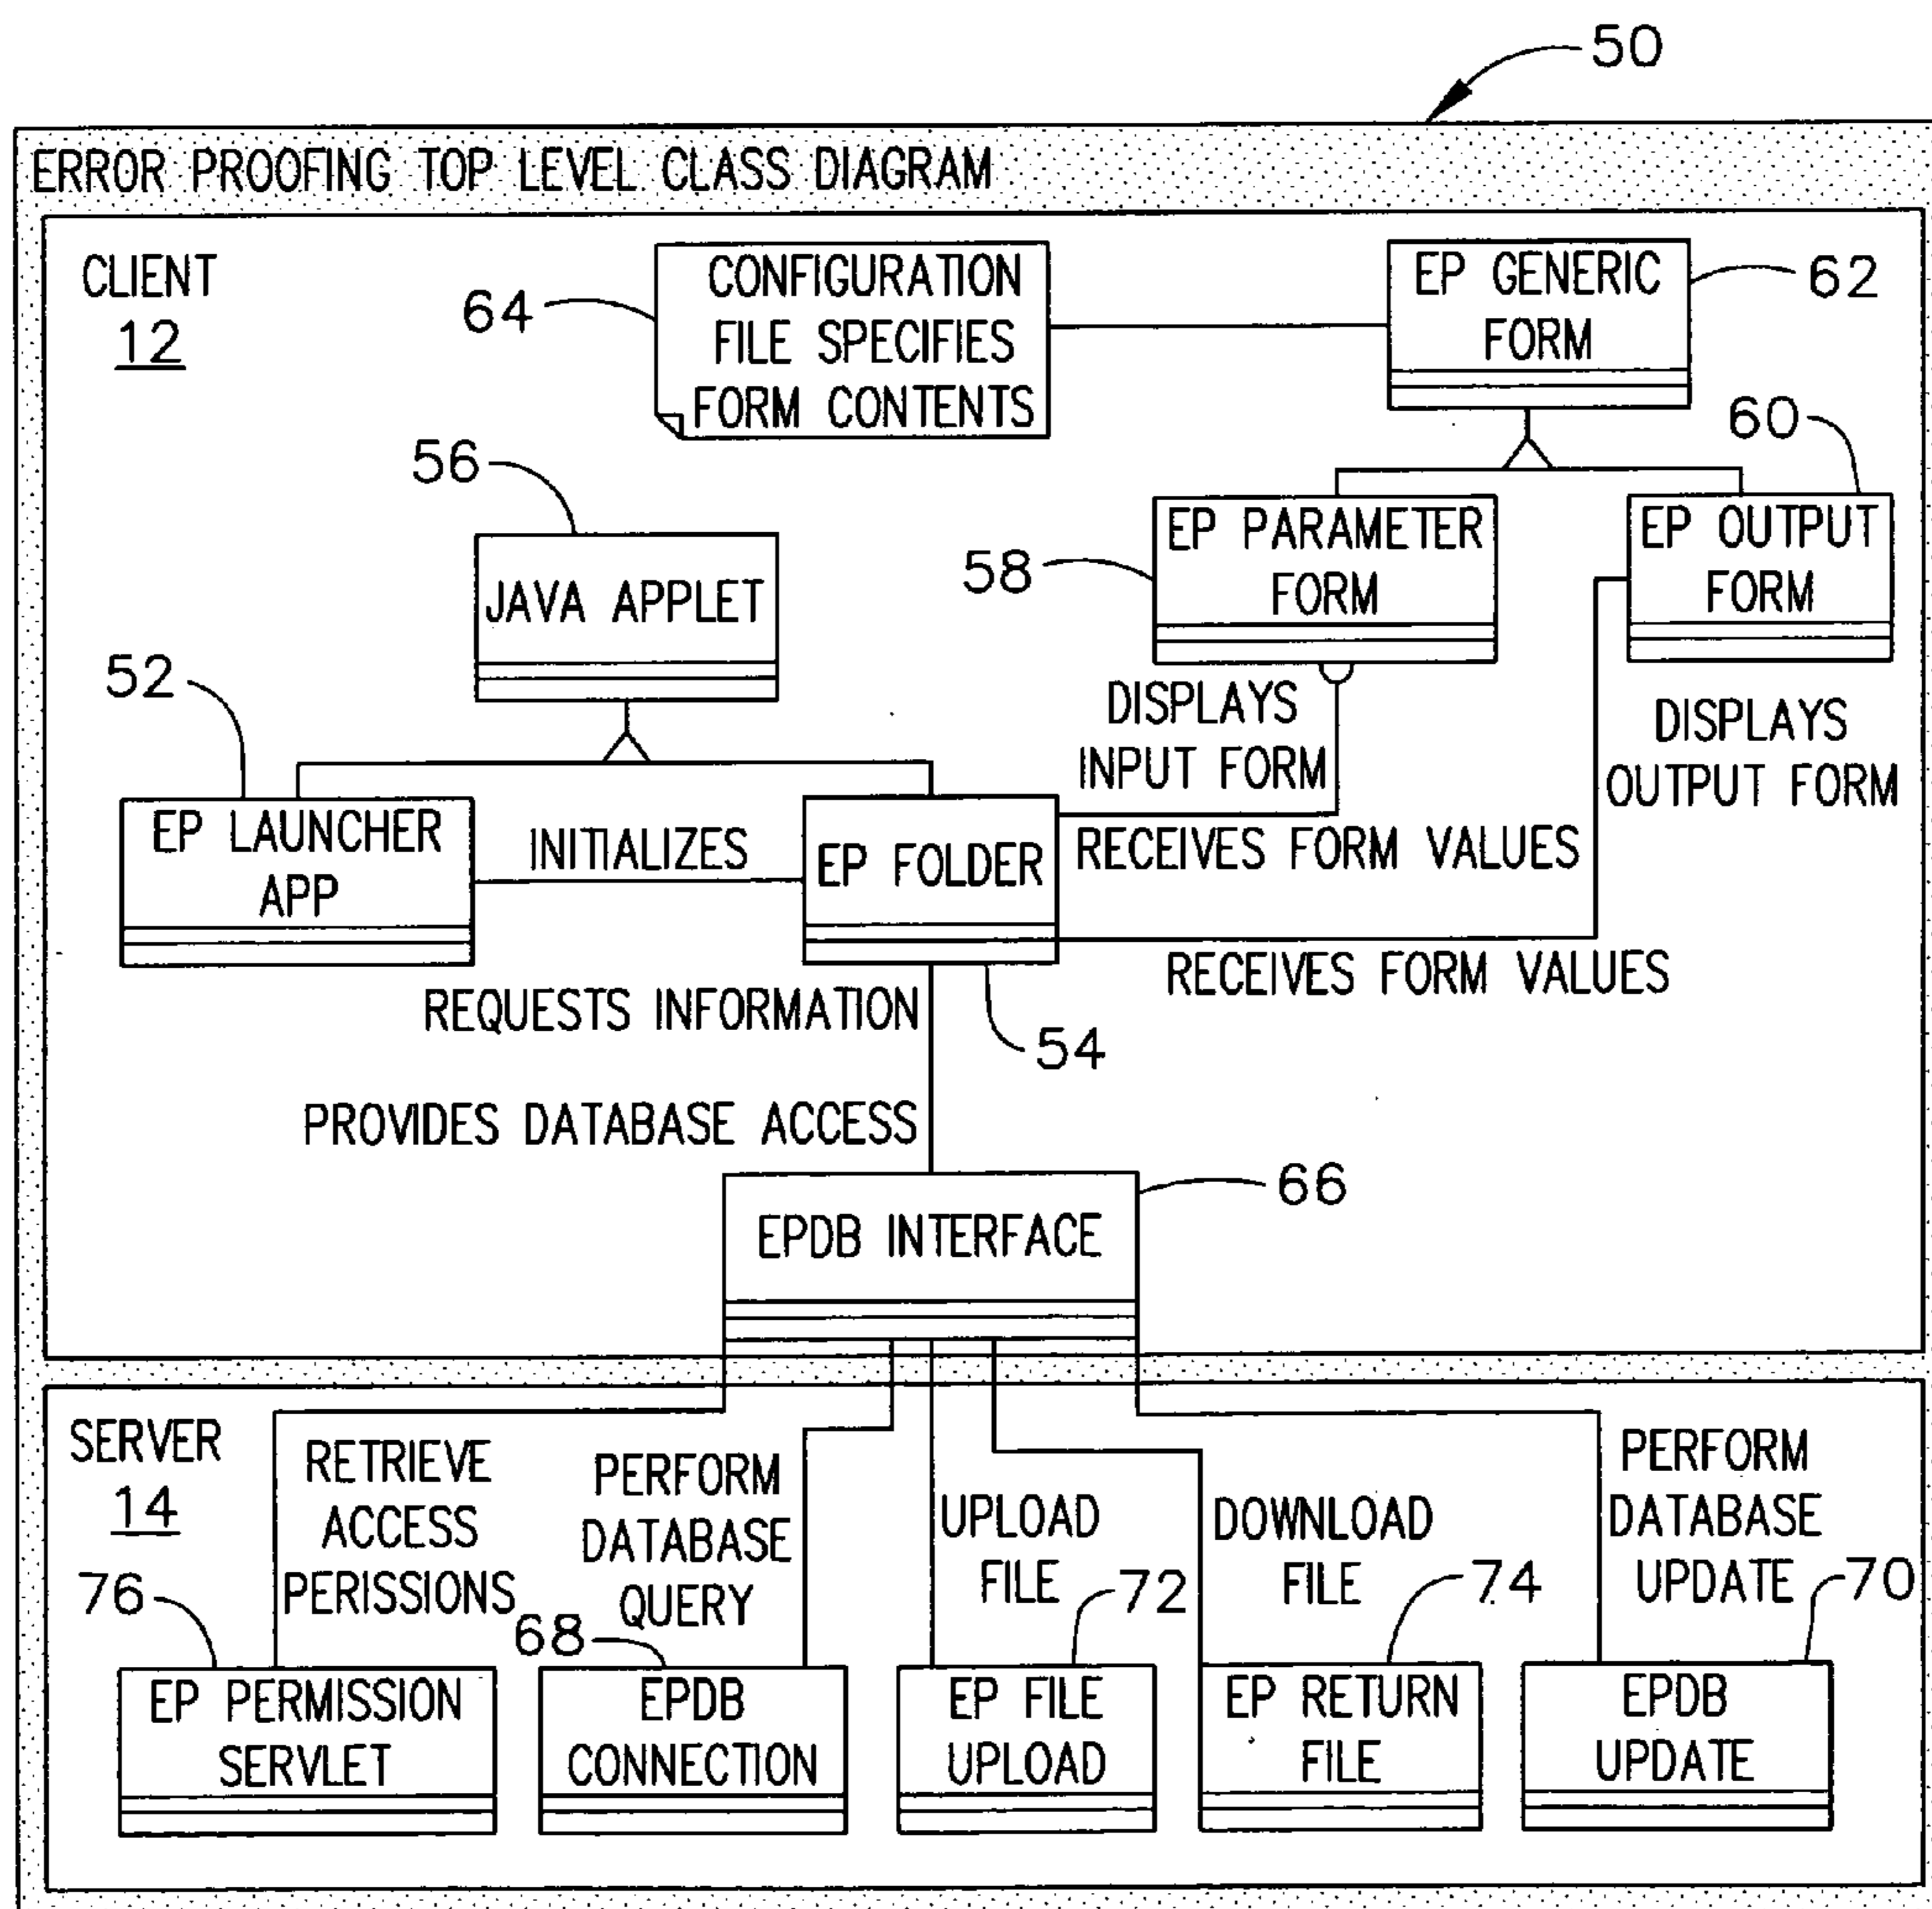 50
ERROR PROOFING TOP LEVEL CLASS DIAGRAM
CLIENT
12
64
CONFIGURATION
FILE SPECIFIES
FORM CONTENTS
EP GENERIC
FORM
62
60
56
JAVA APPLET
58
EP PARAMETER
FORM
EP OUTPUT
FORM
52
DISPLAYS
INPUT FORM
DISPLAYS
OUTPUT FORM
EP LAUNCHER
APP
INITIALIZES
EP FOLDER
RECEIVES FORM VALUES
RECEIVES FORM VALUES
REQUESTS INFORMATION
54
PROVIDES DATABASE ACCESS
66
EPDB INTERFACE
SERVER
14
RETRIEVE
ACCESS
PERISSIONS
PERFORM
DATABASE
QUERY
UPLOAD
FILE
DOWNLOAD
FILE
PERFORM
DATABASE
UPDATE
76
68
72
74
70
EP PERMISSION
SERVLET
EPDB
CONNECTION
EP FILE
UPLOAD
EP RETURN
FILE
EPDB
UPDATE